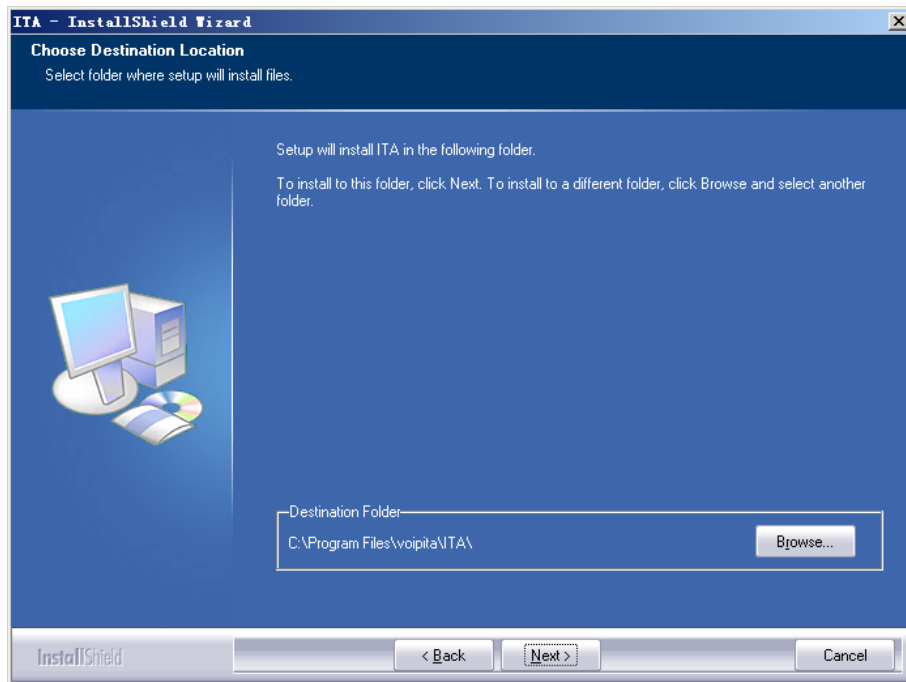 ITA - InstallShield Wizard
Choose Destination Location
Select folder where setup will install files.
Setup will install ITA in the following folder.
To install to this folder, click Next. To install to a different folder, click Browse and select another
folder.
Destination Folder
C:\Program Files\voipita\ITA\
Browse...
InstallShield
< Back
Next >
Cancel